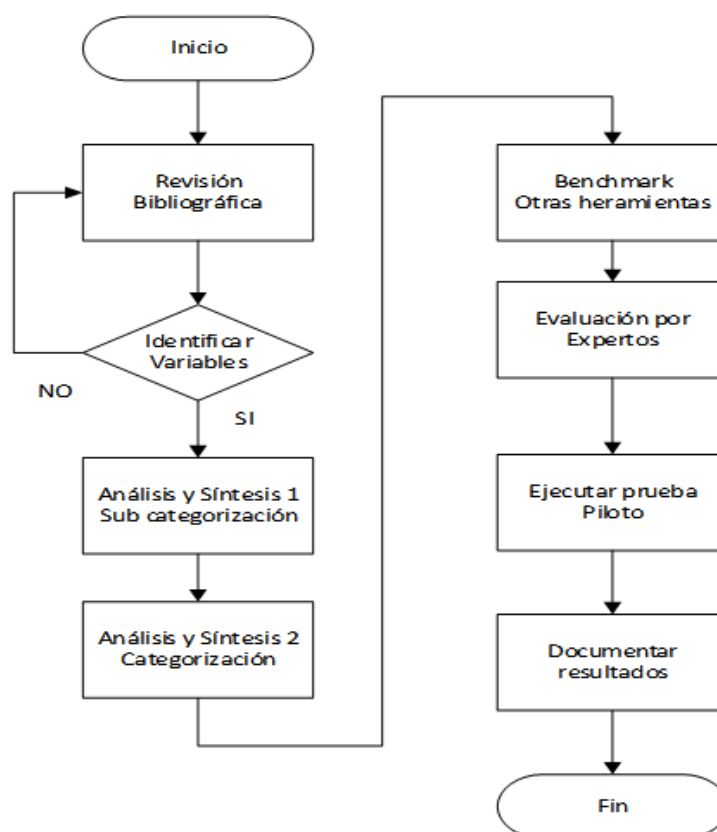 Inicio
Revisión
Bibliográfica
Identificar
Variables
NO
SI
Análisis y Síntesis 1
Sub categorización
Análisis y Síntesis 2
Categorización
Benchmark
Otras heramientas
Evaluación por
Expertos
Ejecutar prueba
Piloto
Documentar
resultados
Fin